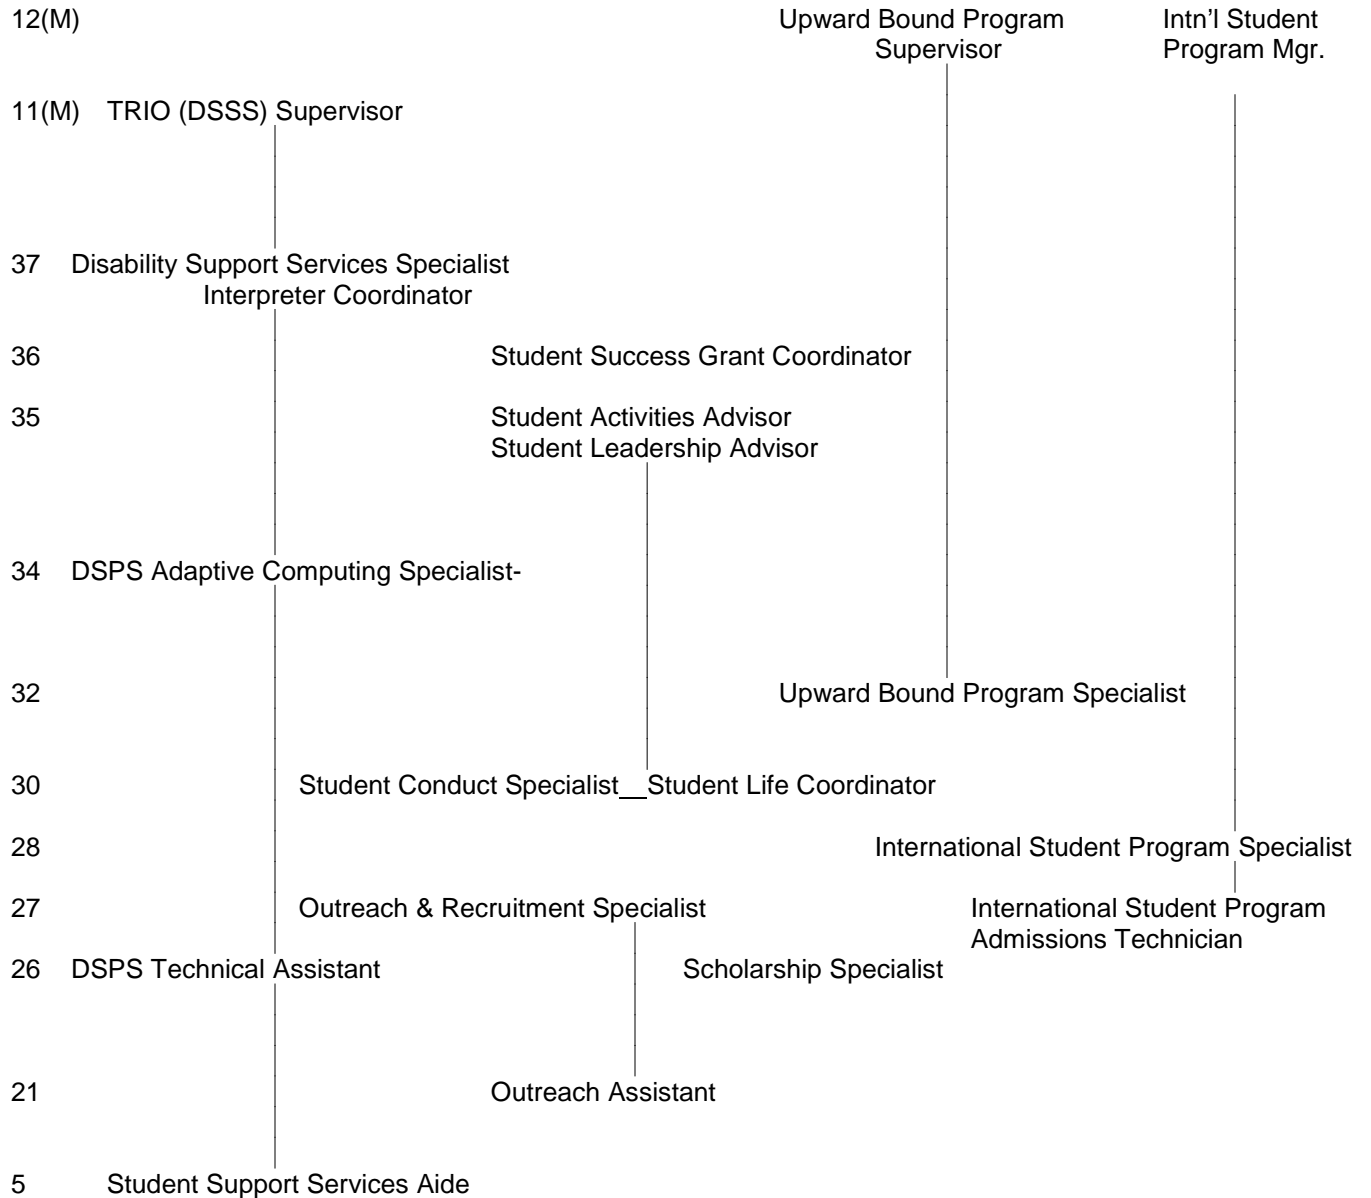 12(M) Upward Bound Program Intn’l Student
Supervisor Program Mgr.
11(M) TRIO (DSSS) Supervisor
37 Disability Support Services Specialist
Interpreter Coordinator
36 Student Success Grant Coordinator
35 Student Activities Advisor
Student Leadership Advisor
34 DSPS Adaptive Computing Specialist-
32 Upward Bound Program Specialist
30 Student Conduct Specialist__Student Life Coordinator
28 International Student Program Specialist
27 Outreach & Recruitment Specialist International Student Program
Admissions Technician
26 DSPS Technical Assistant Scholarship Specialist
21 Outreach Assistant
5 Student Support Services Aide